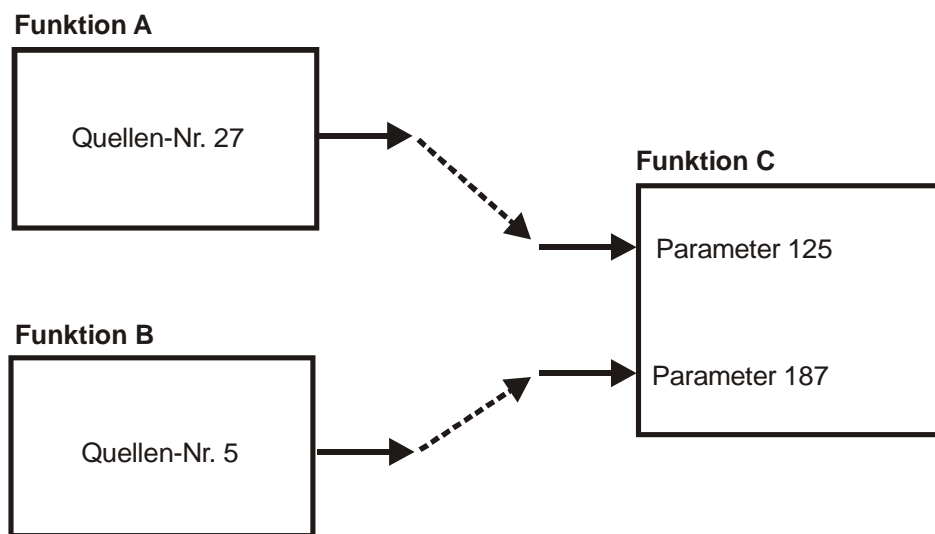 Funktion A
Quellen-Nr. 27
Funktion C
Parameter 125
Funktion B
Parameter 187
Quellen-Nr. 5